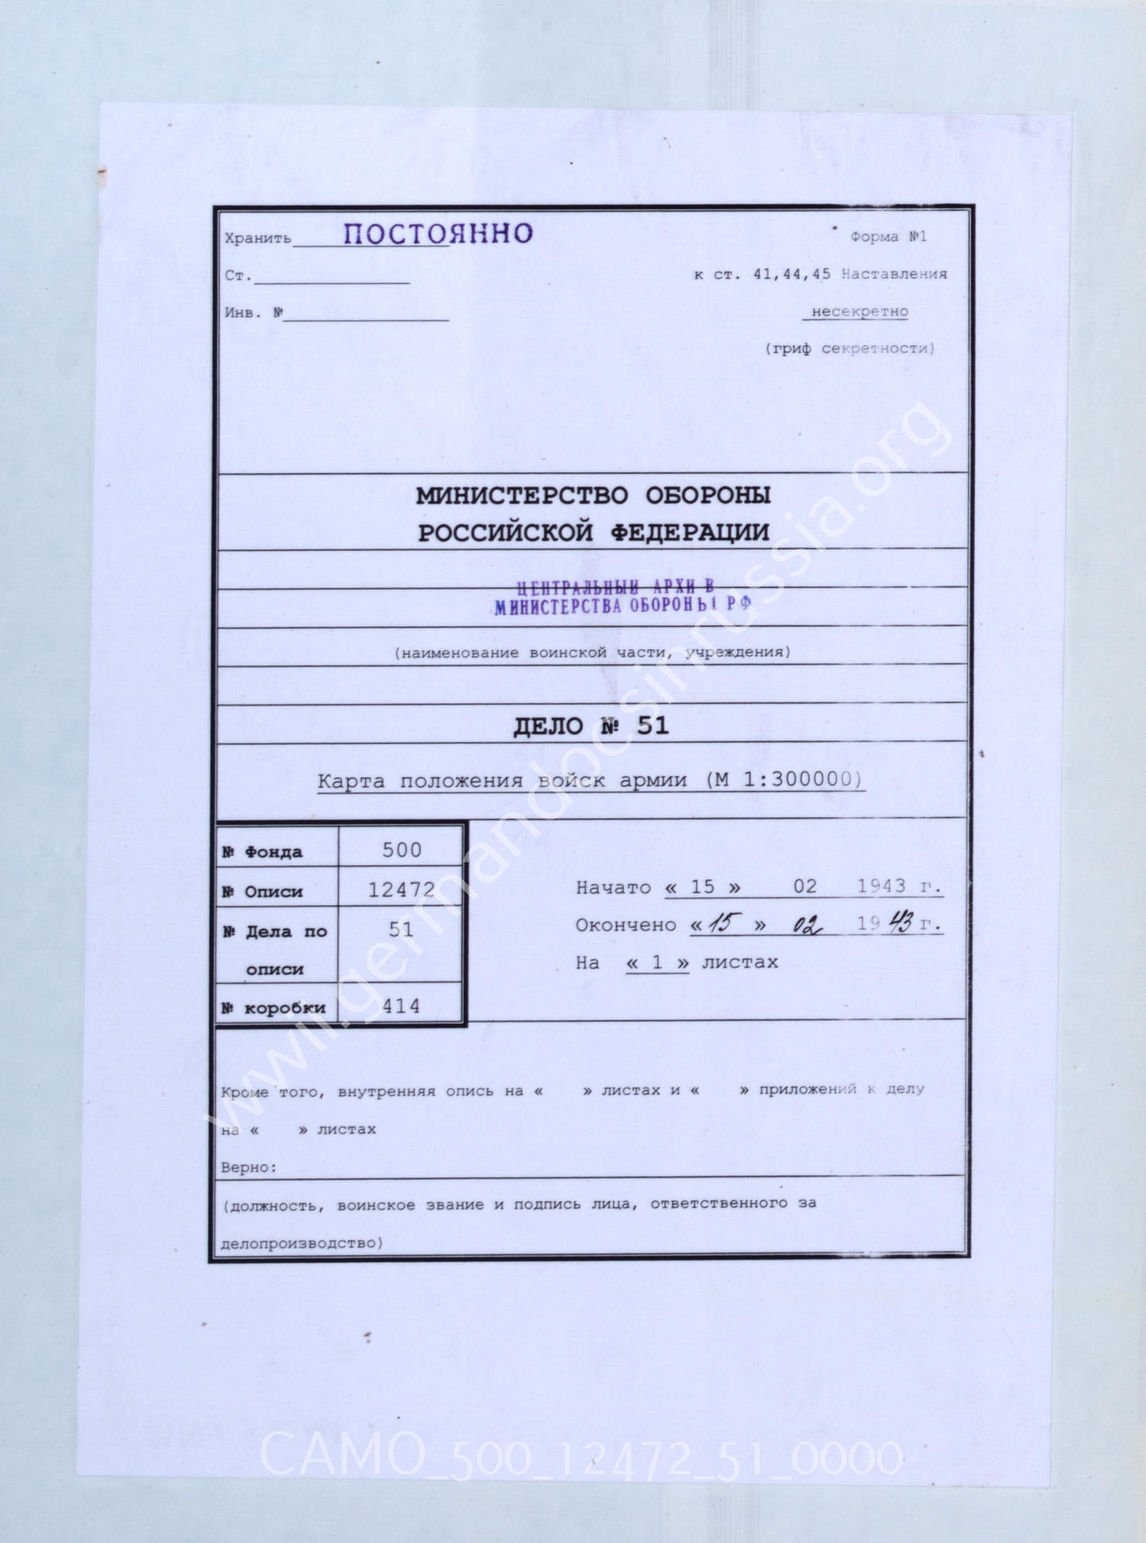 Хранить ПОСТОЯННО Форма №1
Ст. к ст. 41,44,45 Наставления
Инв. № несекретно
(гриф секретности)
МИНИСТЕРСТВО ОБОРОНЫ
РОССИЙСКОЙ ФЕДЕРАЦИИ
ЦЕНТРАЛЬНЫЙ АРХИВ
МИНИСТЕРСТВА ОБОРОНЫ РФ
(наименование воинской части, учреждения)
ДЕЛО № 51
Карта положения войск армии (М 1:300000)
№ Фонда 500
№ Описи 12472
№ Дела по описи 51
№ коробки 414
Начато « 15 » 02 1943 г.
Окончено «15 » 02 1943 г.
На « 1 » листах
Кроме того, внутренняя опись на « » листах и « » приложений к делу
на « » листах
Верно:
(должность, воинское звание и подпись лица, ответственного за
делопроизводство)
www.germandocsinrussia.org
CAMO_500_12472_51_0000